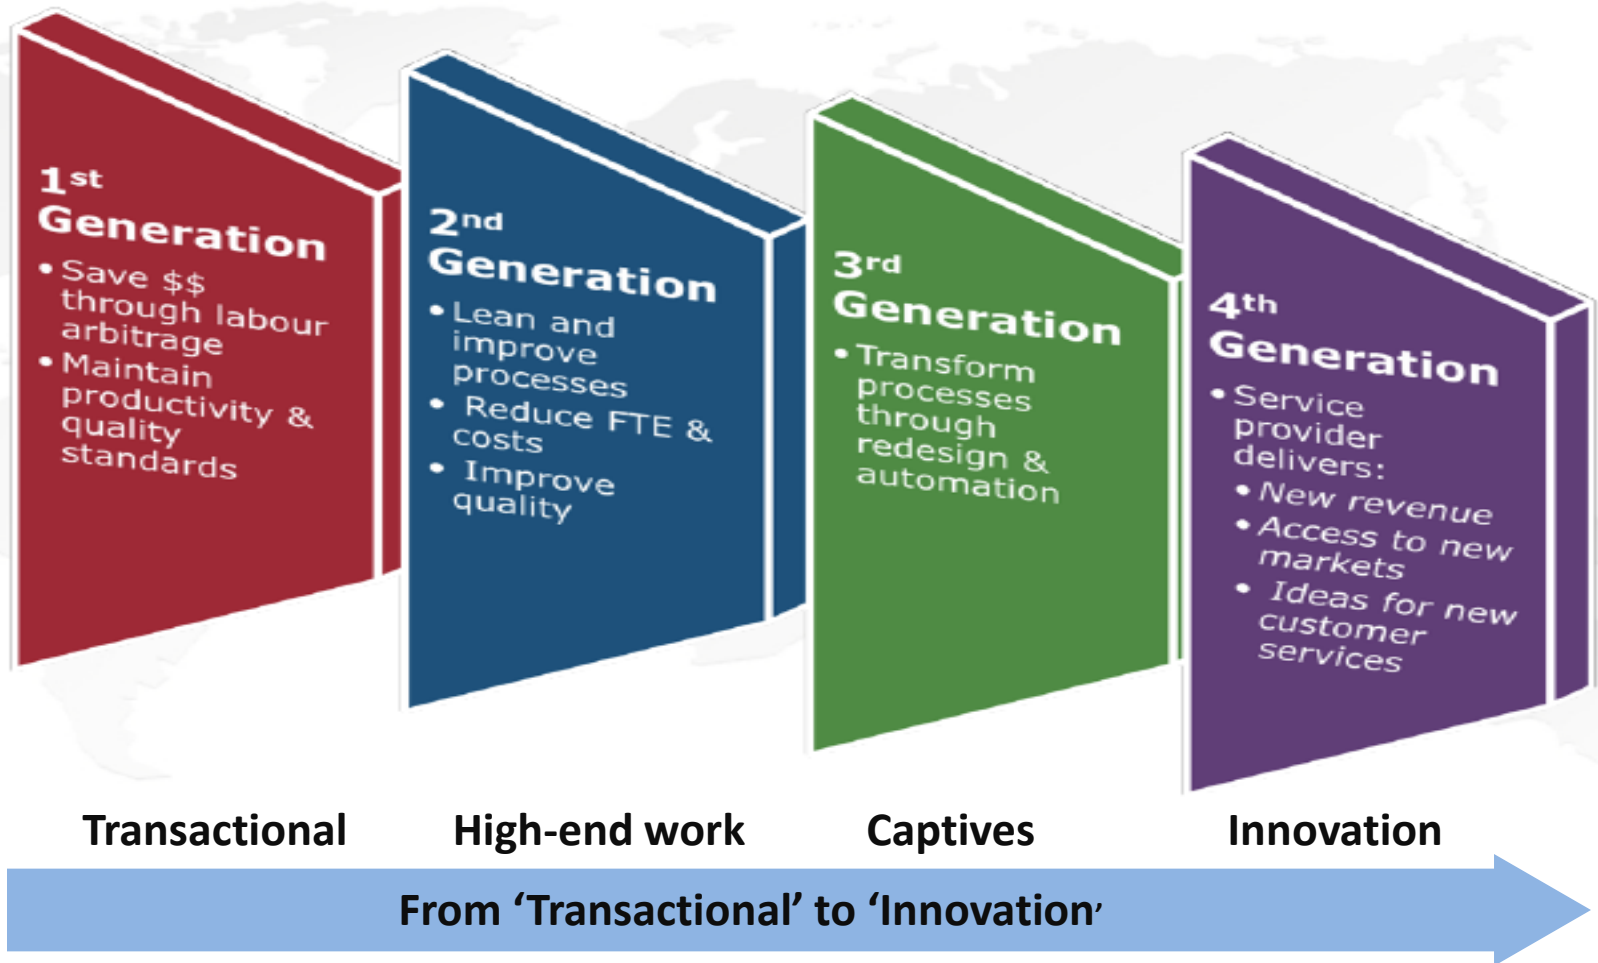 1st
Generation
• Save $$
through labour
arbitrage
• Maintain
productivity &
quality
standards
2nd
Generation
• Lean and
improve
processes
• Reduce FTE &
costs
• Improve
quality
3rd
Generation
• Transform
processes
through
redesign &
automation
4th
Generation
• Service
provider
delivers:
• New revenue
• Access to new
markets
• Ideas for new
customer
services
Transactional
High-end work
Captives
Innovation
From ‘Transactional’ to ‘Innovation’